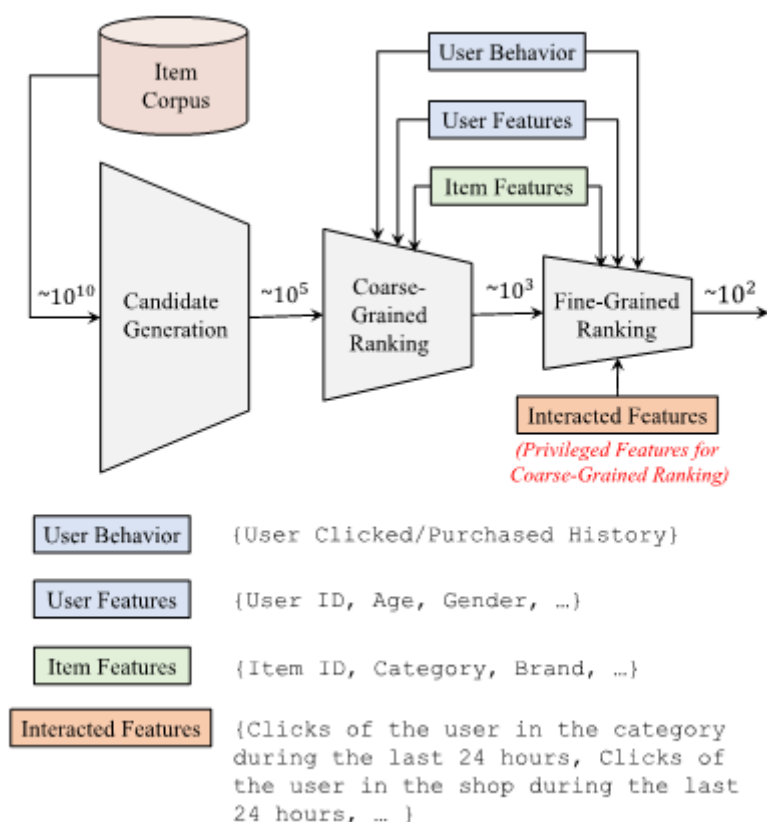 Item
Corpus
User Behavior
User Features
Item Features
~10¹⁰
Candidate
Generation
~10⁵
Coarse-
Grained
Ranking
~10³
Fine-Grained
Ranking
~10²
Interacted Features
(Privileged Features for
Coarse-Grained Ranking)
User Behavior
{User Clicked/Purchased History}
User Features
{User ID, Age, Gender, …}
Item Features
{Item ID, Category, Brand, …}
Interacted Features
{Clicks of the user in the category
during the last 24 hours, Clicks of
the user in the shop during the last
24 hours, … }